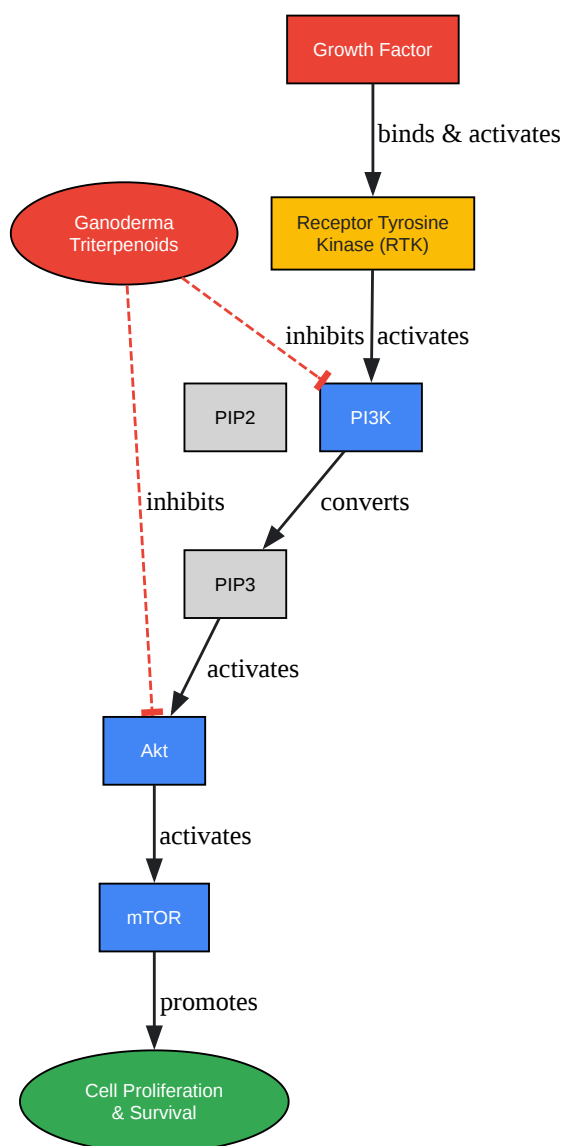 Growth Factor
binds & activates
Ganoderma
Triterpenoids
Receptor Tyrosine
Kinase (RTK)
inhibits
activates
PIP2
PI3K
inhibits
converts
PIP3
activates
Akt
activates
mTOR
promotes
Cell Proliferation
& Survival